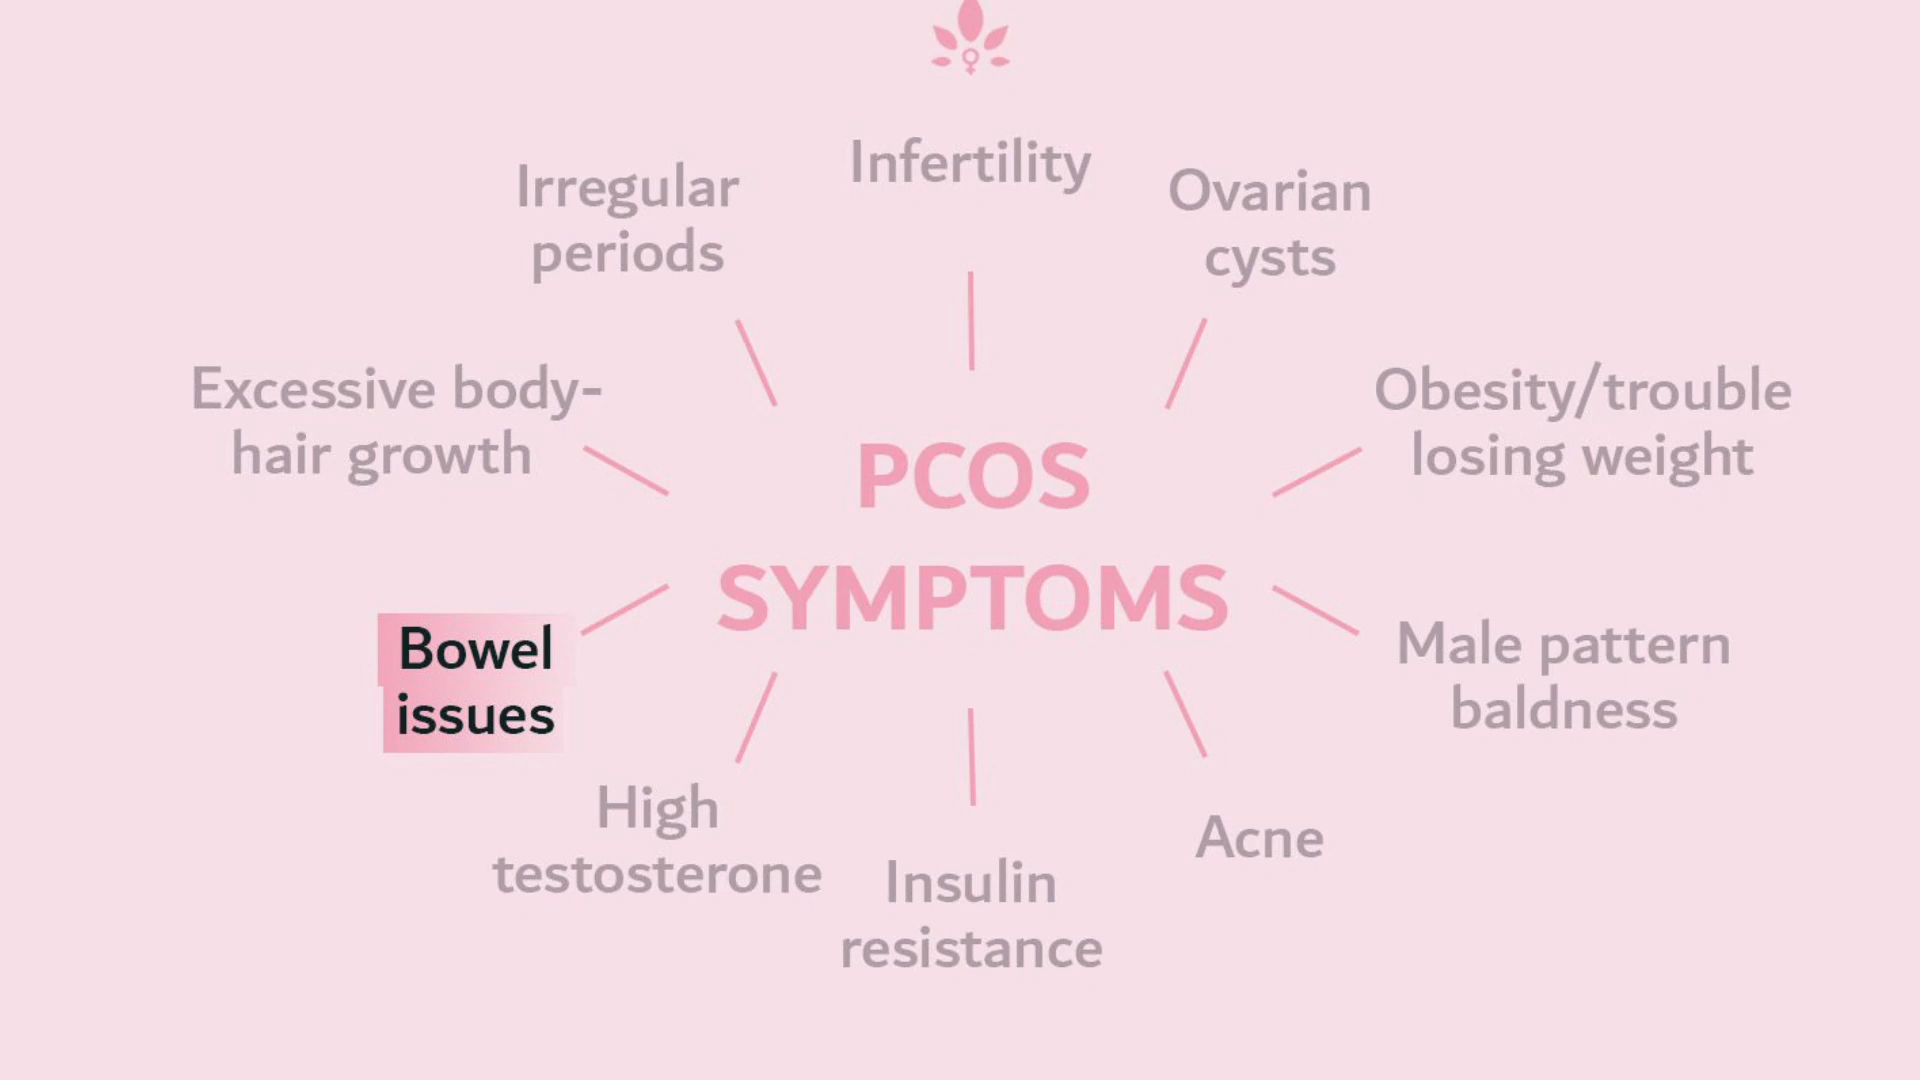 Infertility
Irregular
periods
Ovarian
cysts
Excessive body-
hair growth
Obesity/trouble
losing weight
PCOS
SYMPTOMS
Bowel
issues
Male pattern
baldness
High
testosterone
Insulin
resistance
Acne